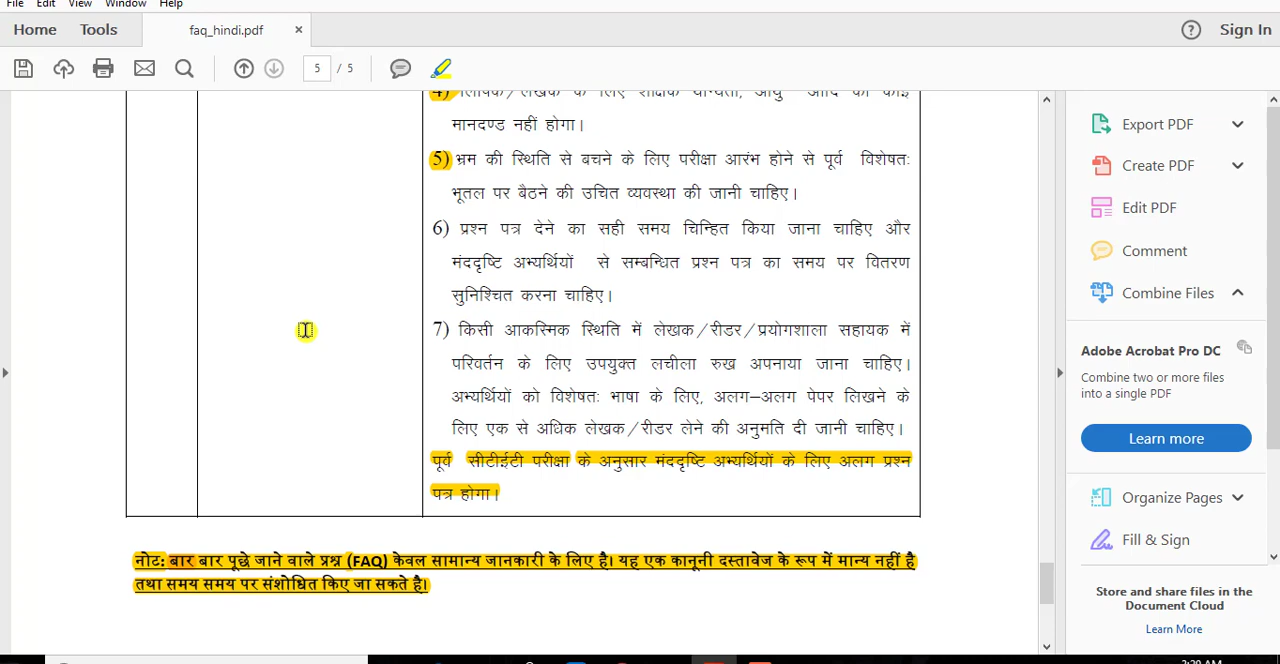 File Edit View Window Help
Home Tools faq_hindi.pdf × ? Sign In
5 / 5
4) के लिए शैक्षिक योग्यता, आयु आदि का कोई
मानदण्ड नहीं होगा।
5) भ्रम की स्थिति से बचने के लिए परीक्षा आरंभ होने से पूर्व विशेषतः
भूतल पर बैठने की उचित व्यवस्था की जानी चाहिए।
6) प्रश्न पत्र देने का सही समय चिन्हित किया जाना चाहिए और
मंददृष्टि अभ्यर्थियों से सम्बन्धित प्रश्न पत्र का समय पर वितरण
सुनिश्चित करना चाहिए।
7) किसी आकस्मिक स्थिति में लेखक/रीडर/प्रयोगशाला सहायक में
परिवर्तन के लिए उपयुक्त लचीला रुख अपनाया जाना चाहिए।
अभ्यर्थियों को विशेषतः भाषा के लिए, अलग–अलग पेपर लिखने के
लिए एक से अधिक लेखक/रीडर लेने की अनुमति दी जानी चाहिए।
पूर्व सीटीईटी परीक्षा के अनुसार मंददृष्टि अभ्यर्थियों के लिए अलग प्रश्न
पत्र होगा।
नोट: बार बार पूछे जाने वाले प्रश्न (FAQ) केवल सामान्य जानकारी के लिए है। यह एक कानूनी दस्तावेज के रूप में मान्य नहीं है
तथा समय समय पर संशोधित किए जा सकते है।
Export PDF
Create PDF
Edit PDF
Comment
Combine Files
Adobe Acrobat Pro DC
Combine two or more files
into a single PDF
Learn more
Organize Pages
Fill & Sign
Store and share files in the
Document Cloud
Learn More